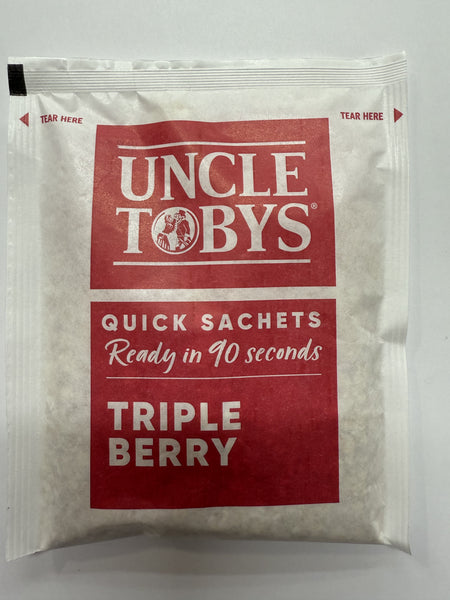 TEAR HERE
TEAR HERE
UNCLE
TOBYS®
QUICK SACHETS
Ready in 90 seconds
TRIPLE
BERRY